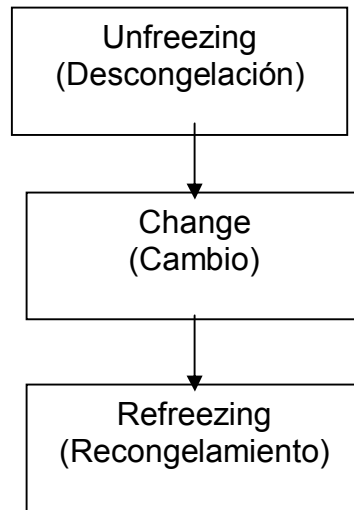 Unfreezing
(Descongelación)
Change
(Cambio)
Refreezing
(Recongelamiento)